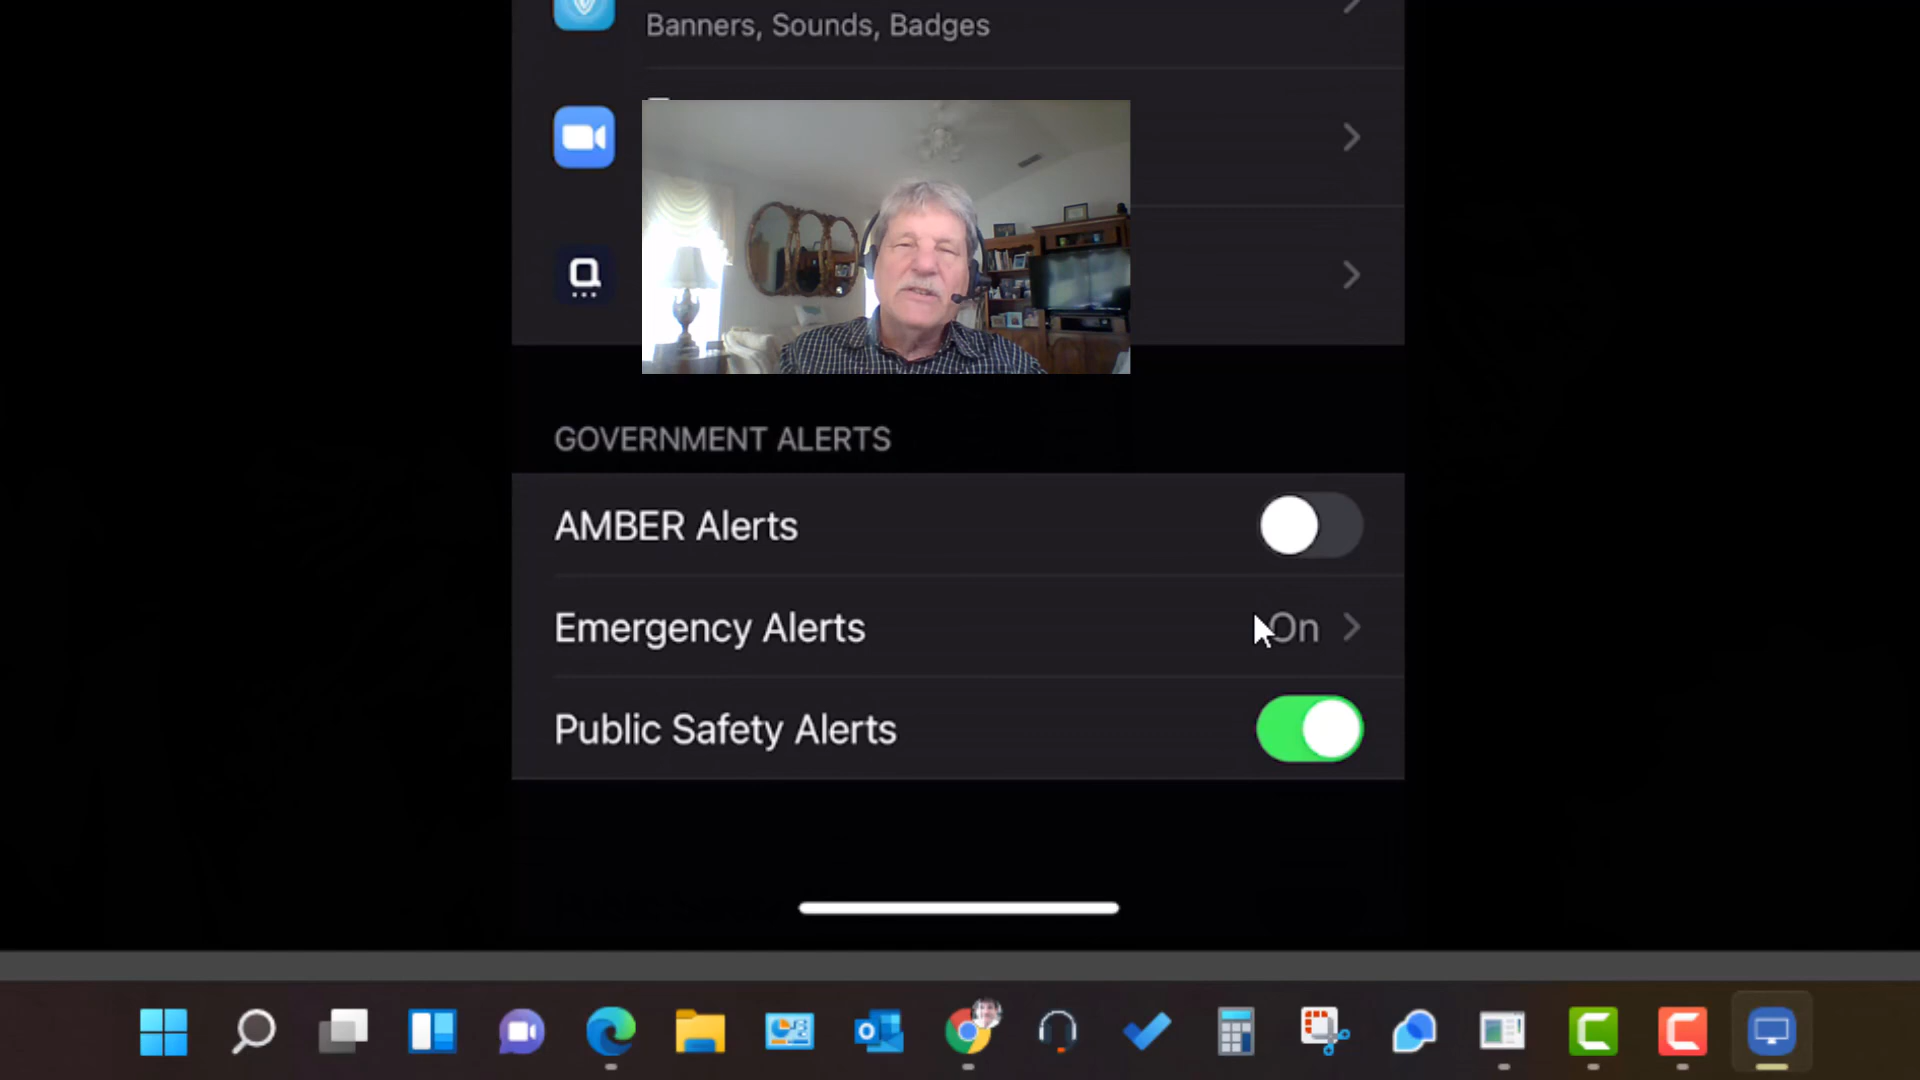 Banners, Sounds, Badges
GOVERNMENT ALERTS
AMBER Alerts
Emergency Alerts
On
Public Safety Alerts